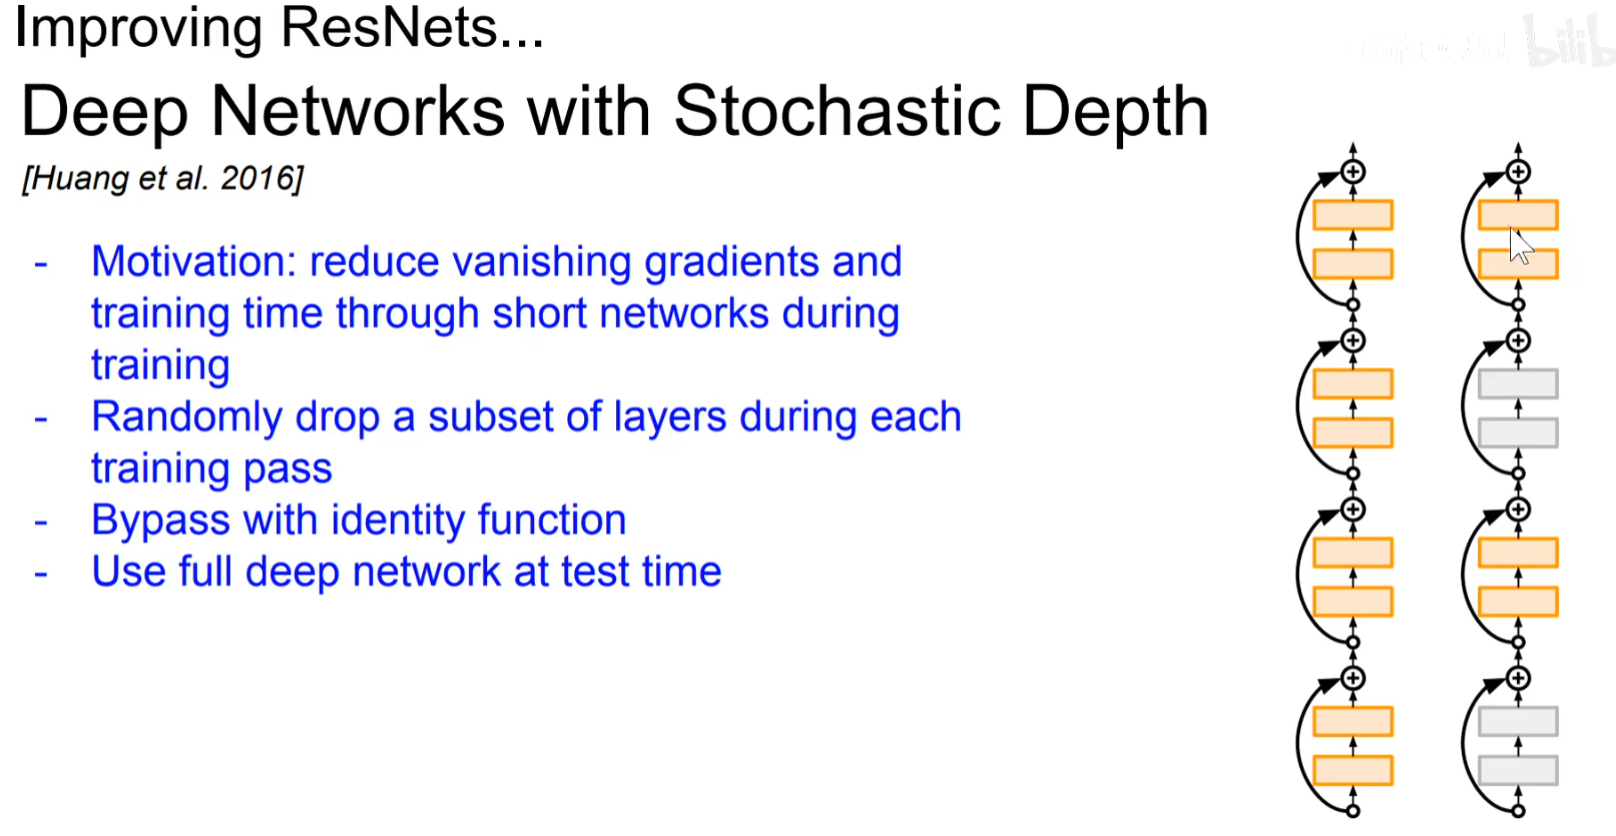 Improving ResNets...
Deep Networks with Stochastic Depth
[Huang et al. 2016]
- Motivation: reduce vanishing gradients and
training time through short networks during
training
- Randomly drop a subset of layers during each
training pass
- Bypass with identity function
- Use full deep network at test time